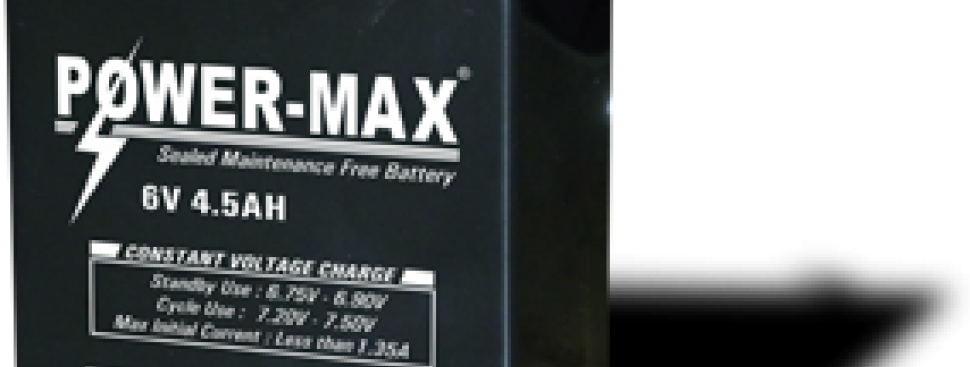 POWER-MAX®
Sealed Maintenance Free Battery
6V 4.5AH
CONSTANT VOLTAGE CHARGE
Standby Use : 6.75V - 6.90V
Cycle Use : 7.20V - 7.50V
Max Initial Current : Less than 1.35A